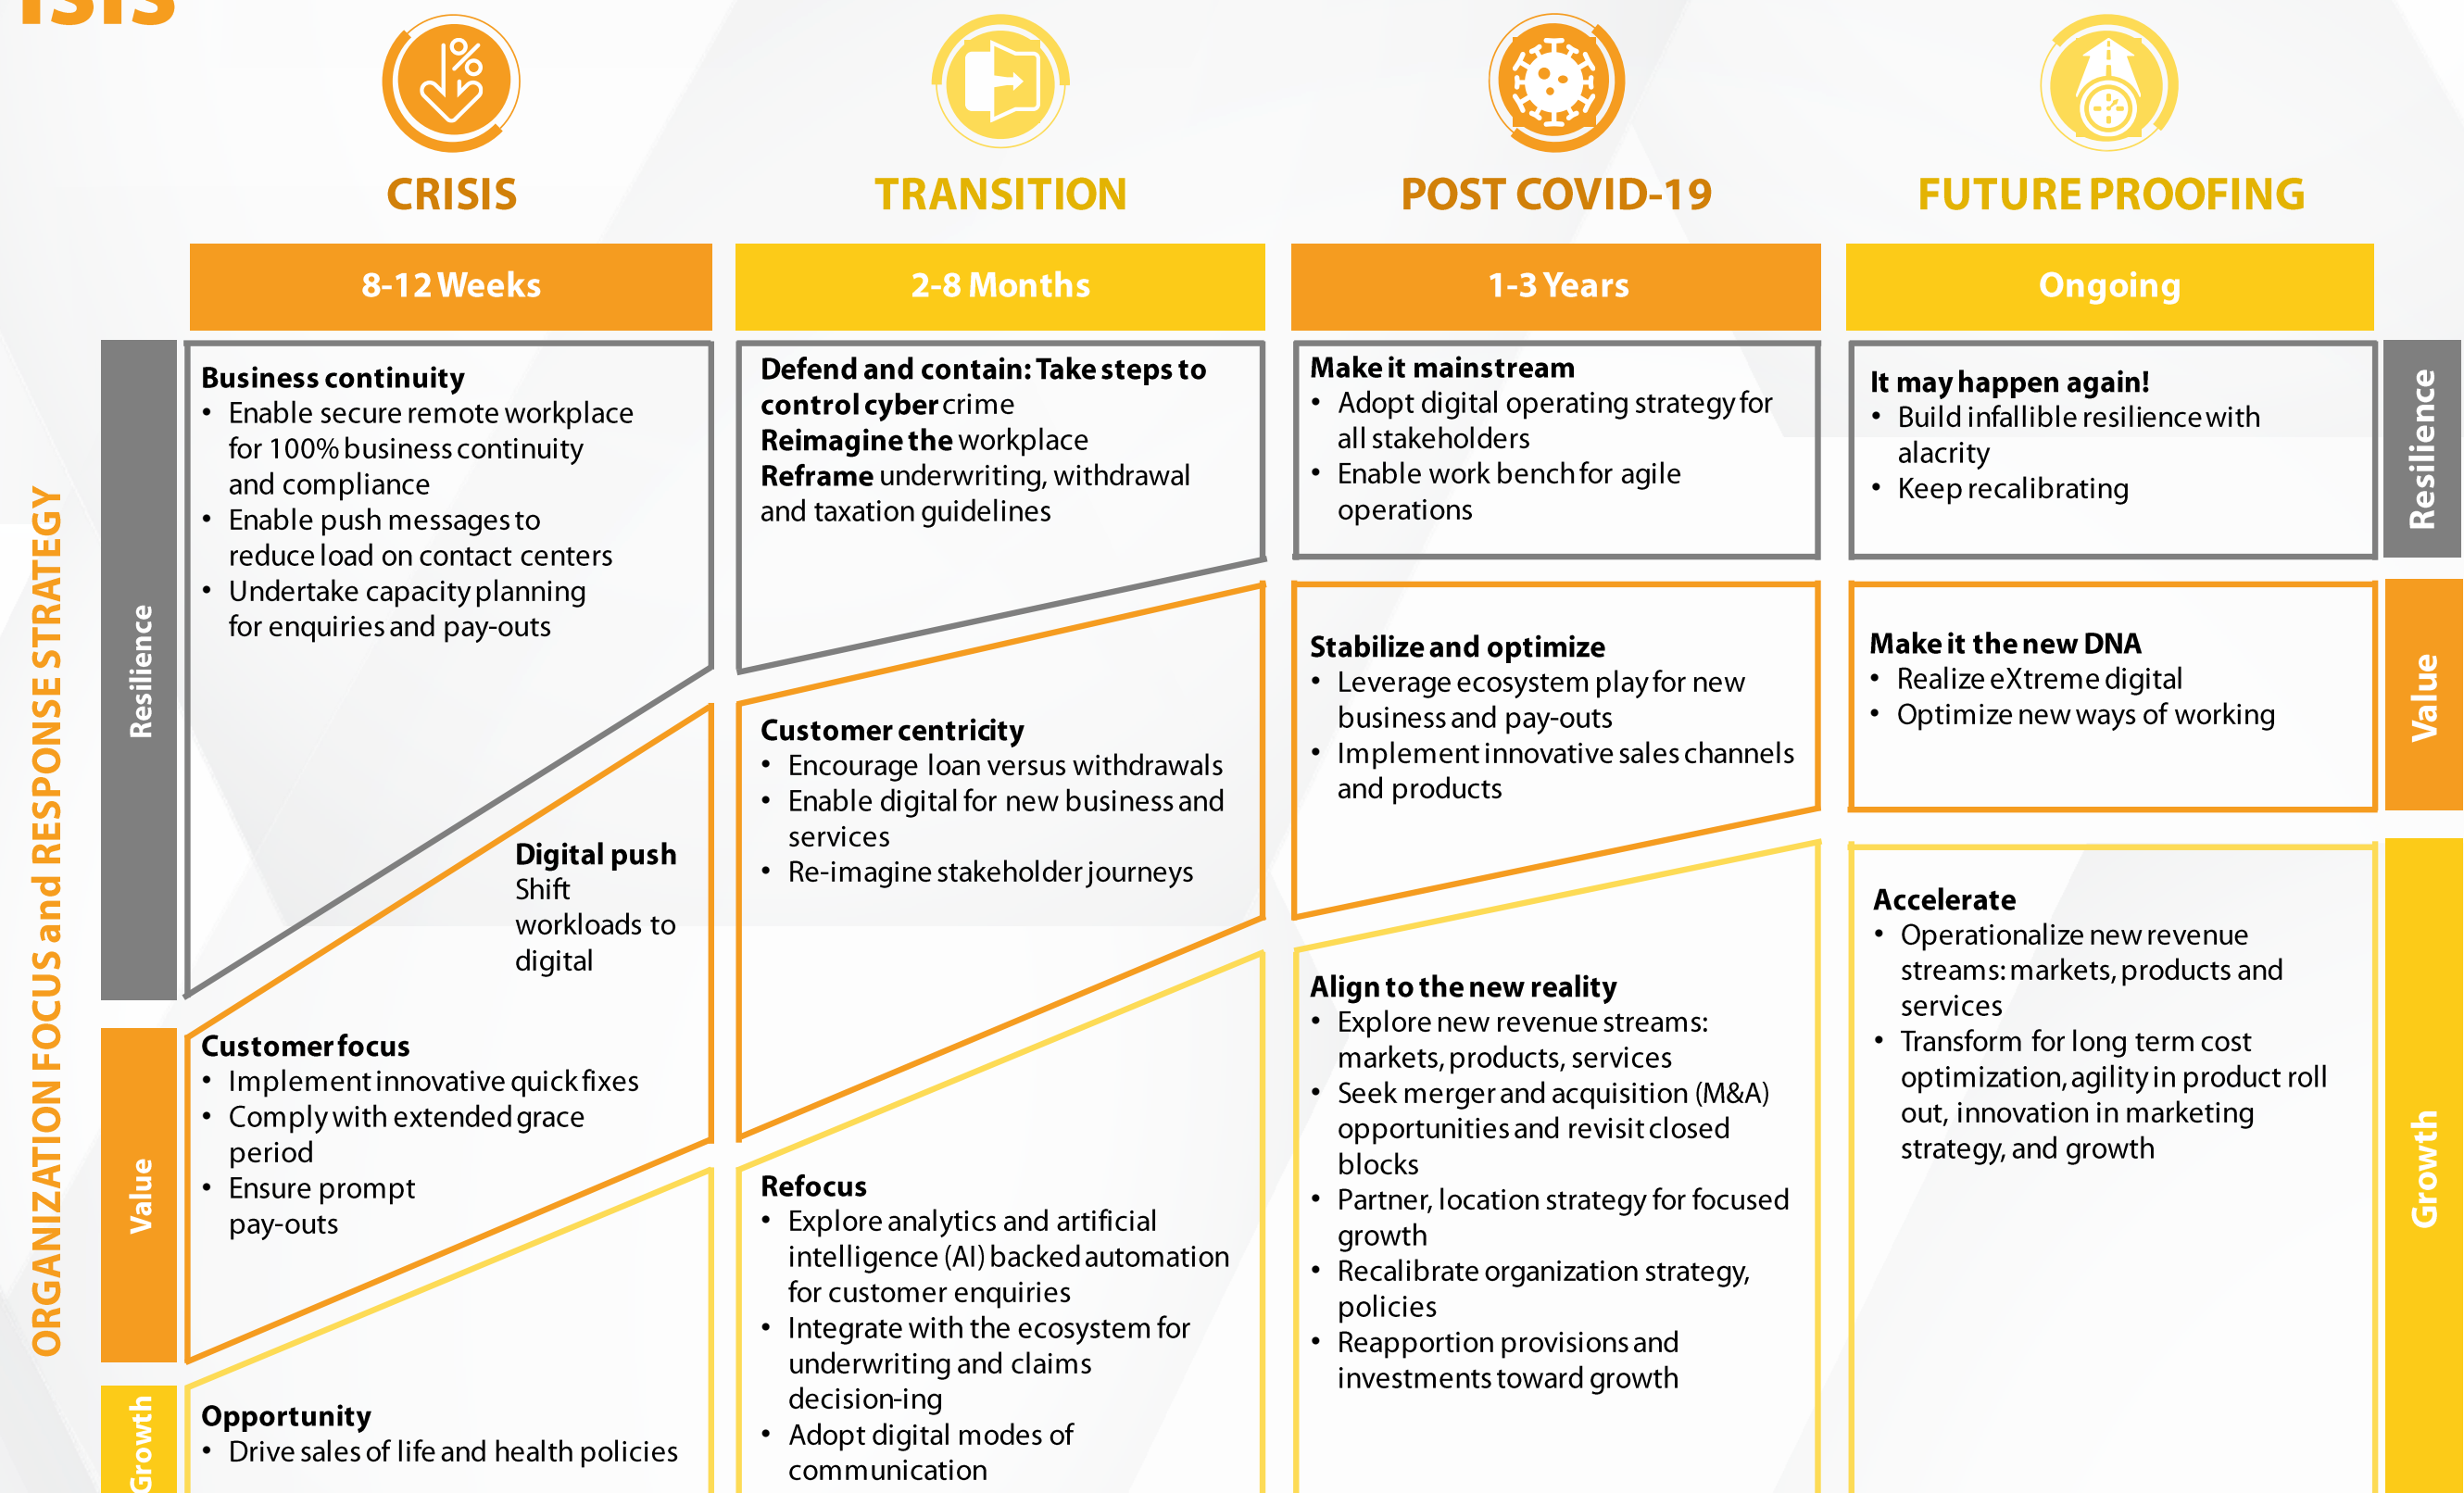 CRISIS
TRANSITION
POST COVID-19
FUTURE PROOFING
8-12 Weeks
2-8 Months
1-3 Years
Ongoing
ORGANIZATION FOCUS and RESPONSE STRATEGY
Resilience
Value
Growth
Business continuity
• Enable secure remote workplace
for 100% business continuity
and compliance
• Enable push messages to
reduce load on contact centers
• Undertake capacity planning
for enquiries and pay-outs
Digital push
Shift
workloads to
digital
Customer focus
• Implement innovative quick fixes
• Comply with extended grace
period
• Ensure prompt
pay-outs
Opportunity
• Drive sales of life and health policies
Defend and contain: Take steps to
control cyber crime
Reimagine the workplace
Reframe underwriting, withdrawal
and taxation guidelines
Customer centricity
• Encourage loan versus withdrawals
• Enable digital for new business and
services
• Re-imagine stakeholder journeys
Refocus
• Explore analytics and artificial
intelligence (AI) backed automation
for customer enquiries
• Integrate with the ecosystem for
underwriting and claims
decision-ing
• Adopt digital modes of
communication
Make it mainstream
• Adopt digital operating strategy for
all stakeholders
• Enable work bench for agile
operations
Stabilize and optimize
• Leverage ecosystem play for new
business and pay-outs
• Implement innovative sales channels
and products
Align to the new reality
• Explore new revenue streams:
markets, products, services
• Seek merger and acquisition (M&A)
opportunities and revisit closed
blocks
• Partner, location strategy for focused
growth
• Recalibrate organization strategy,
policies
• Reapportion provisions and
investments toward growth
It may happen again!
• Build infallible resilience with
alacrity
• Keep recalibrating
Make it the new DNA
• Realize eXtreme digital
• Optimize new ways of working
Accelerate
• Operationalize new revenue
streams: markets, products and
services
• Transform for long term cost
optimization, agility in product roll
out, innovation in marketing
strategy, and growth
Resilience
Value
Growth